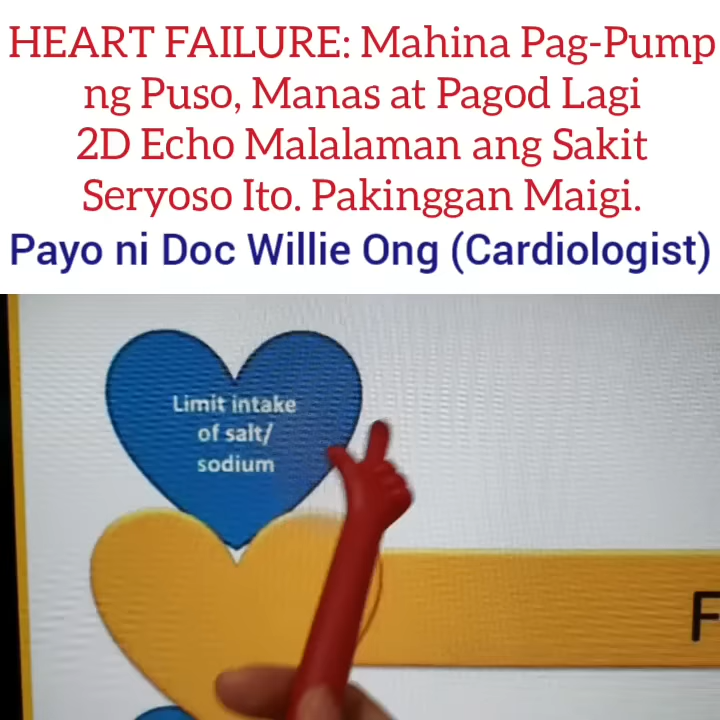 HEART FAILURE: Mahina Pag-Pump
ng Puso, Manas at Pagod Lagi
2D Echo Malalaman ang Sakit
Seryoso Ito. Pakinggan Maigi.
Payo ni Doc Willie Ong (Cardiologist)
Limit intake
of salt/
sodium
F